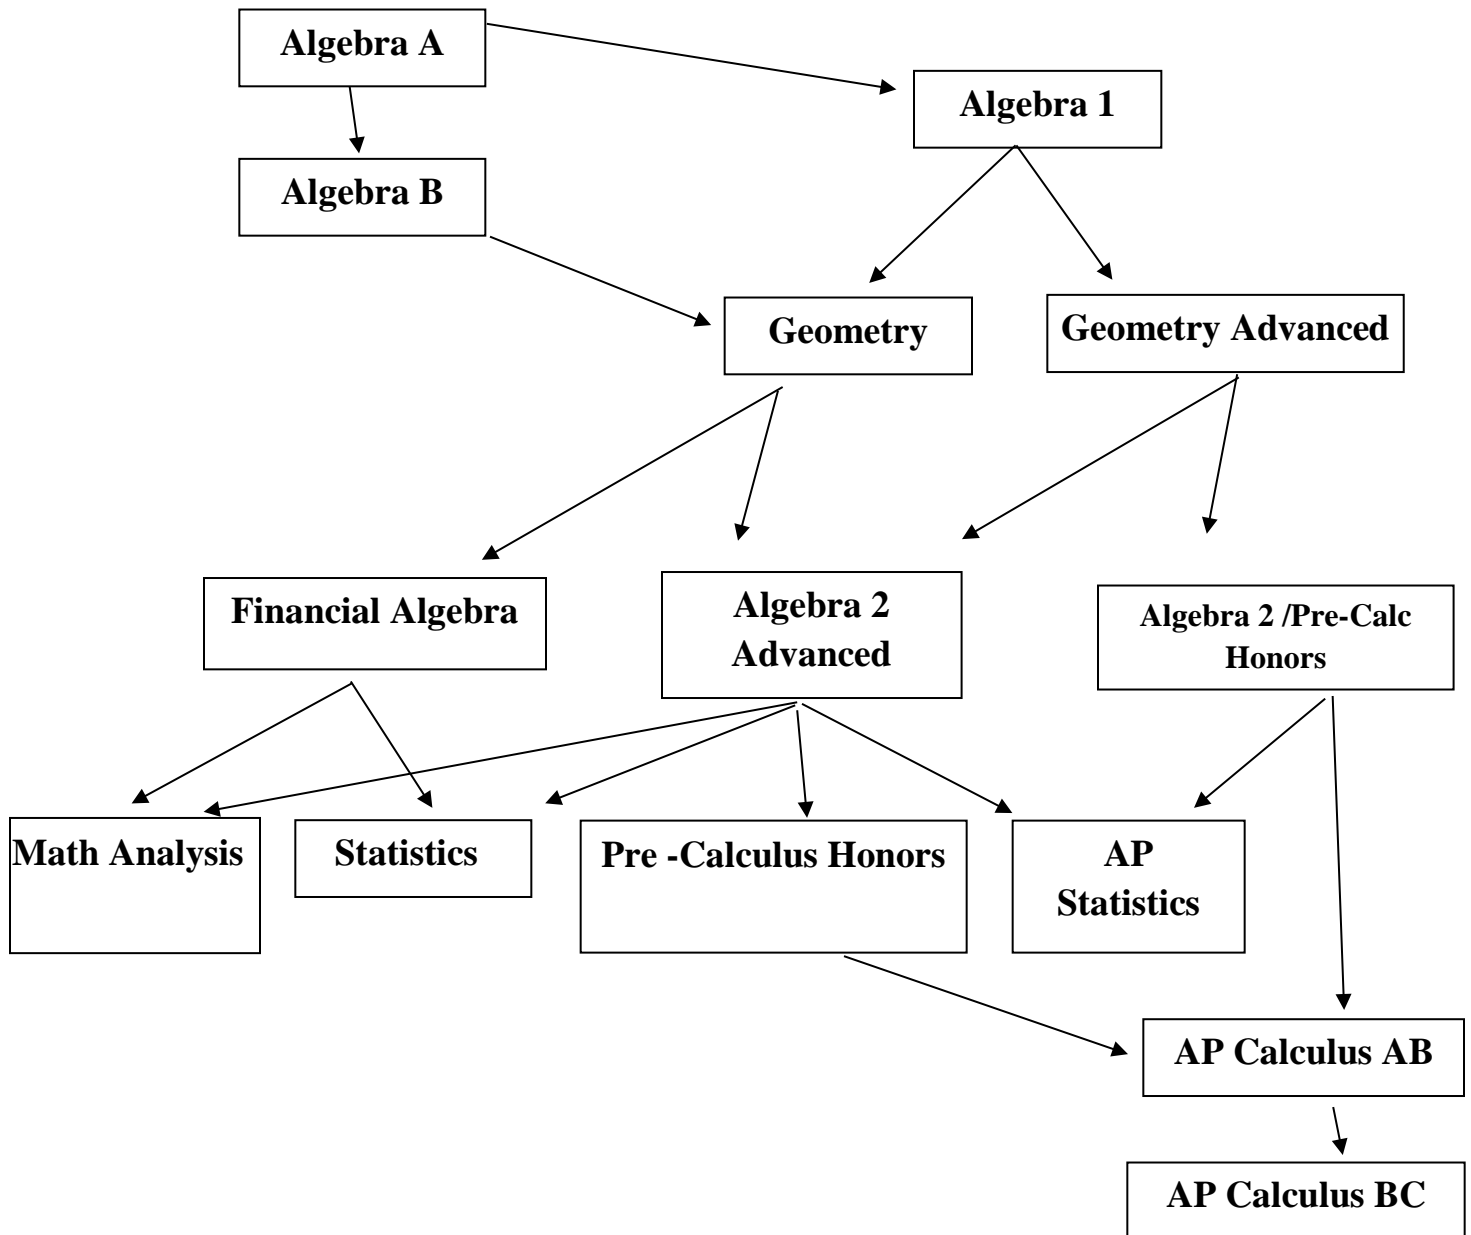 Algebra A
Algebra 1
Algebra B
Geometry
Geometry Advanced
Financial Algebra
Algebra 2
Advanced
Algebra 2 /Pre-Calc
Honors
Math Analysis
Statistics
Pre -Calculus Honors
AP
Statistics
AP Calculus AB
AP Calculus BC